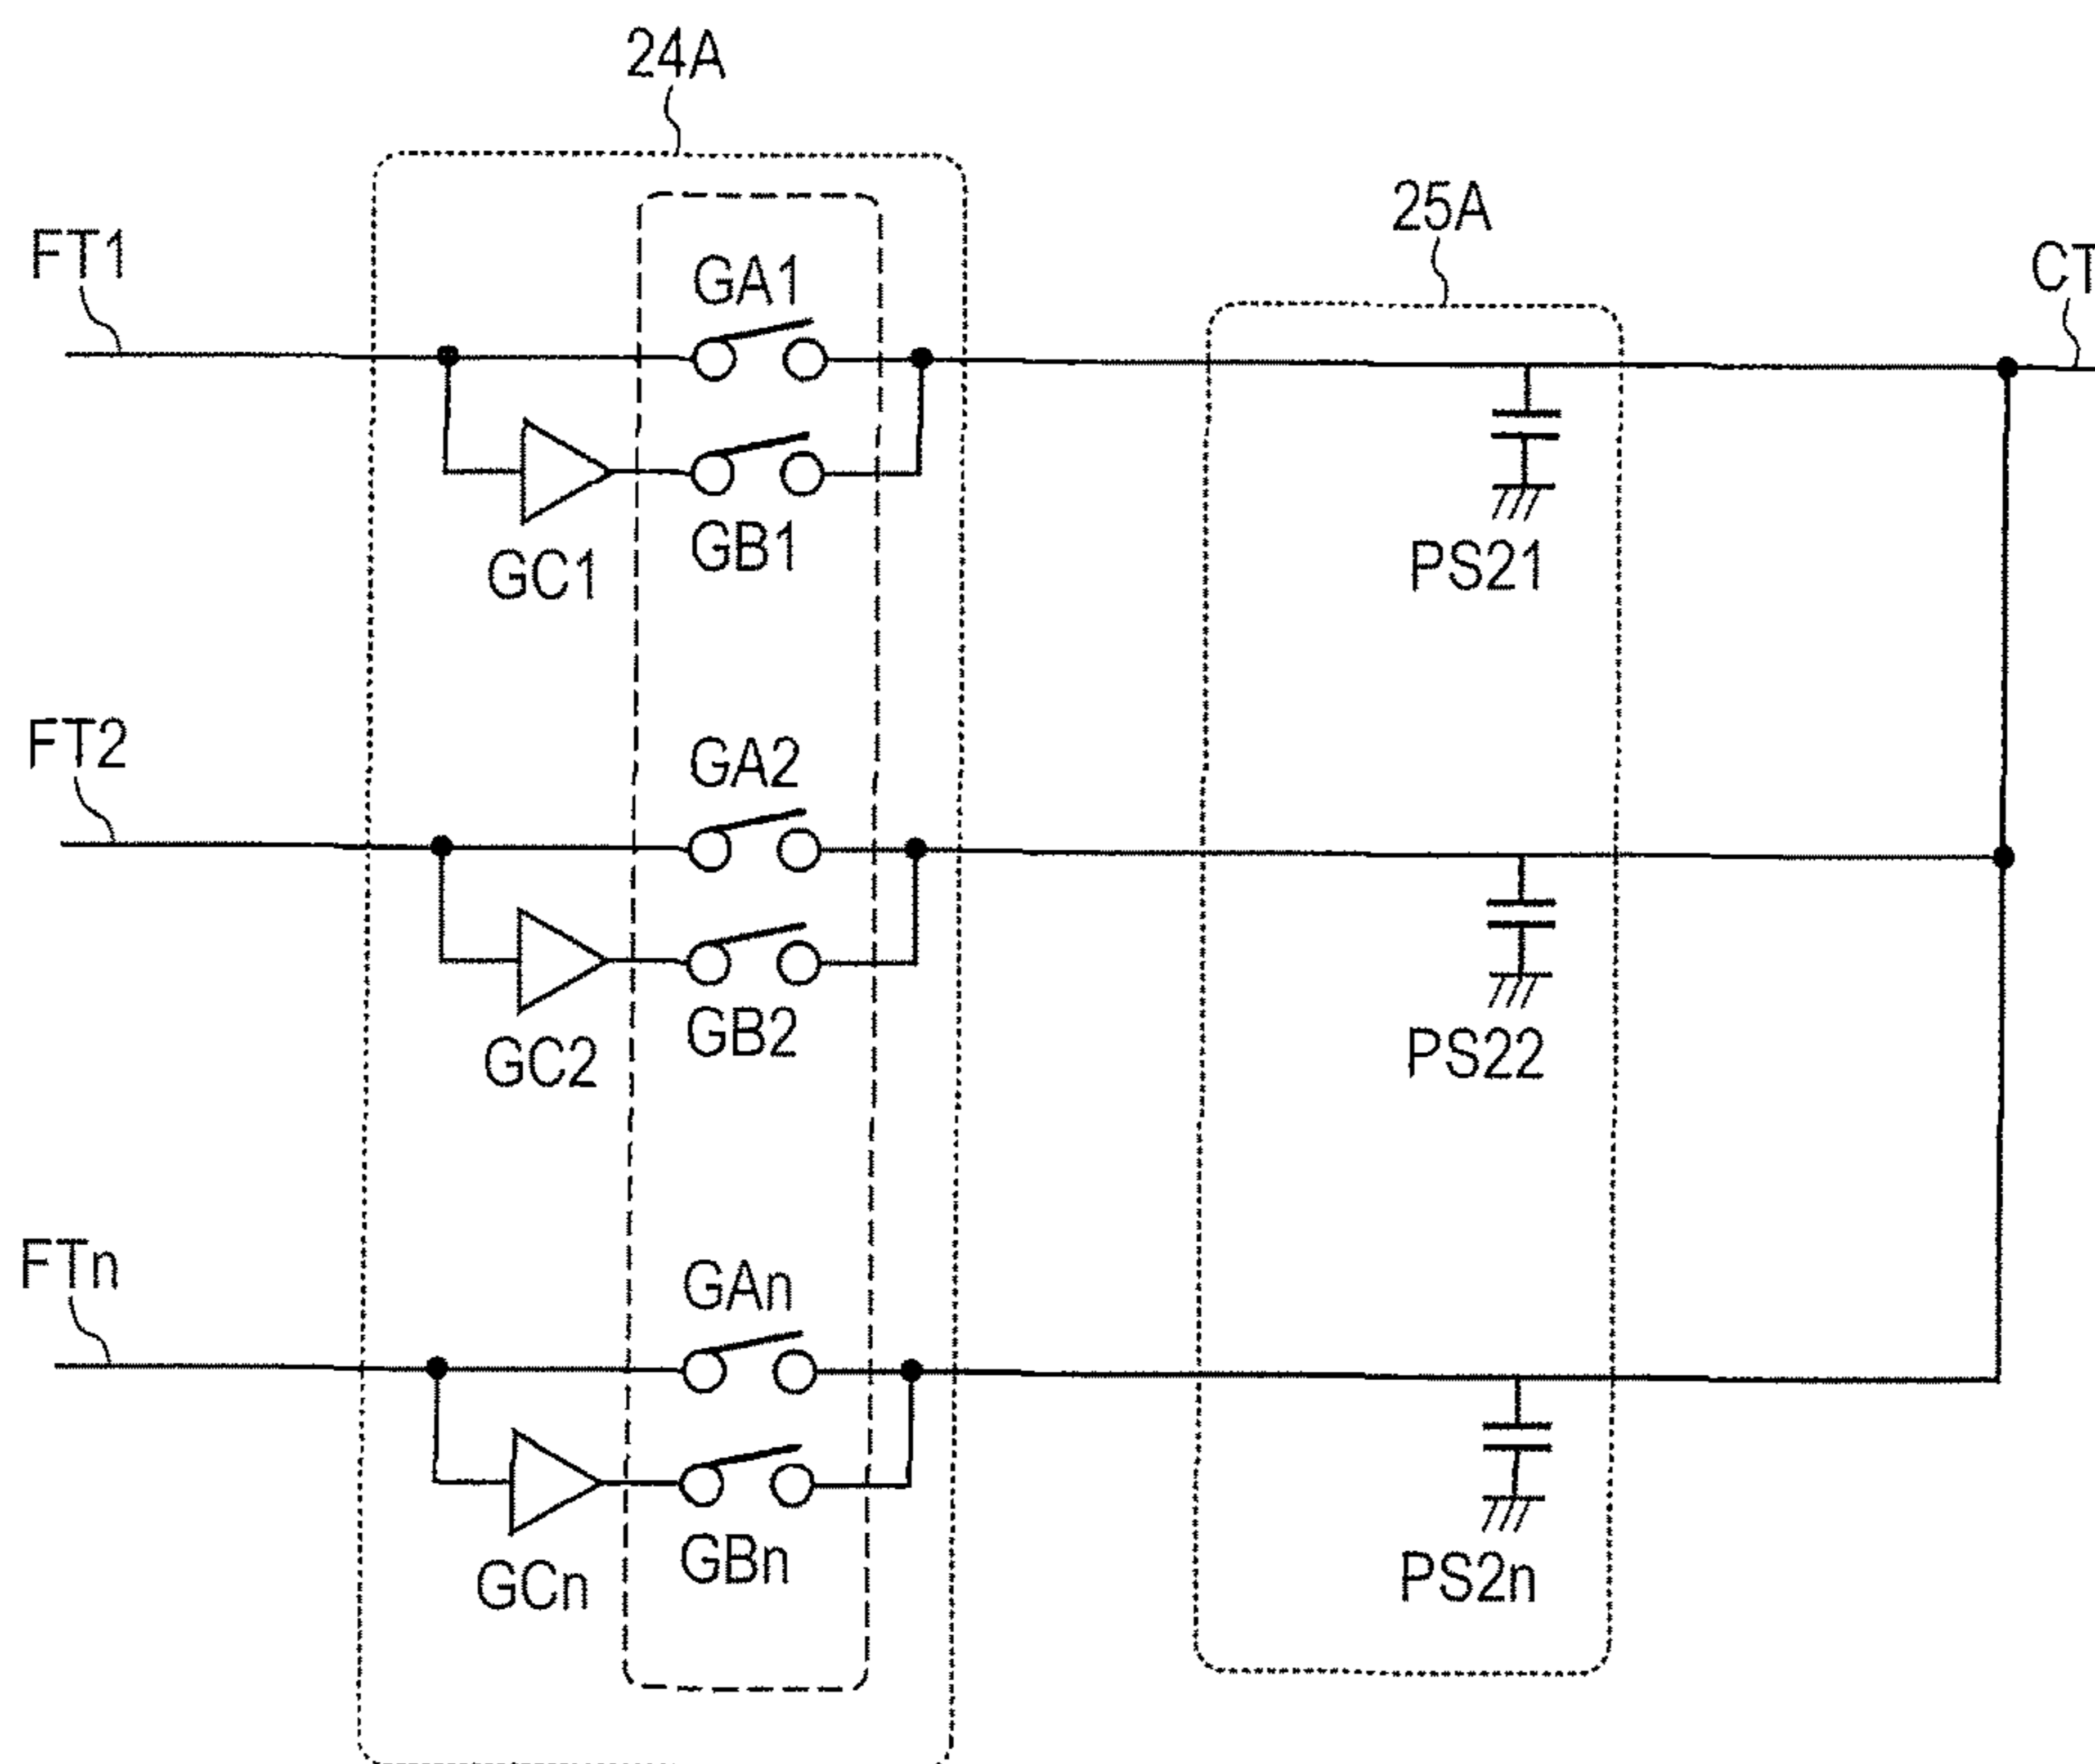 24A
25A
FT1
GA1
CT
GB1
GC1
PS21
FT2
GA2
GB2
GC2
PS22
FTn
GAn
GBn
GCn
PS2n